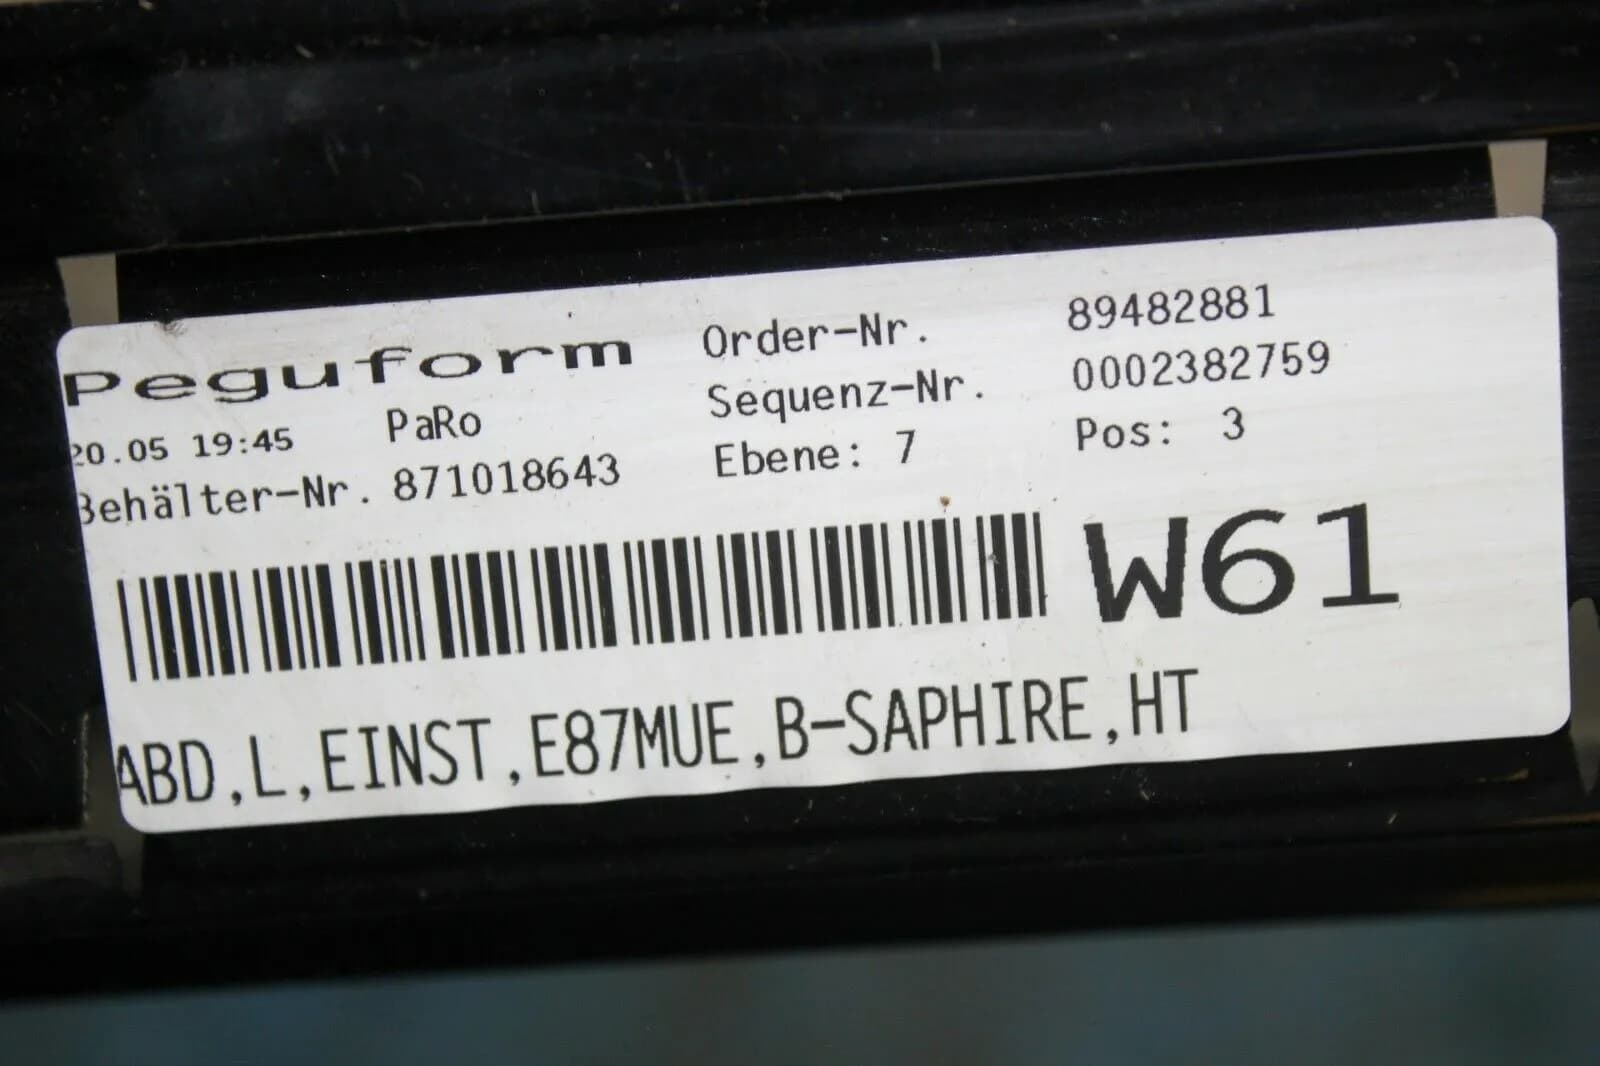 Peguform
Order-Nr. 89482881
20.05 19:45 PaRo
Sequenz-Nr. 0002382759
Behälter-Nr. 871018643
Ebene: 7 Pos: 3
W61
ABD,L,EINST,E87MUE,B-SAPHIRE,HT